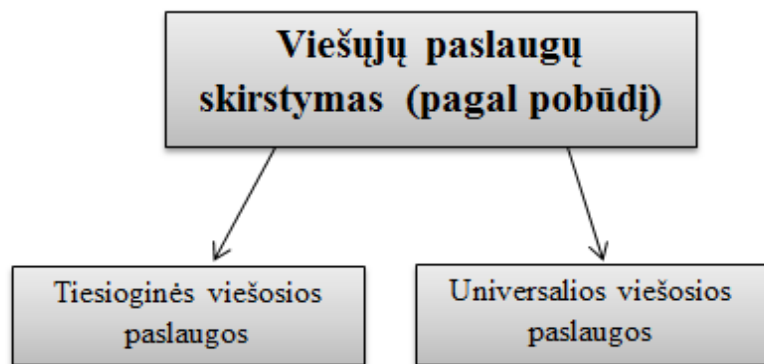 Viešųjų paslaugų
skirstymas (pagal pobūdį)
Tiesioginės viešosios
paslaugos
Universalios viešosios
paslaugos